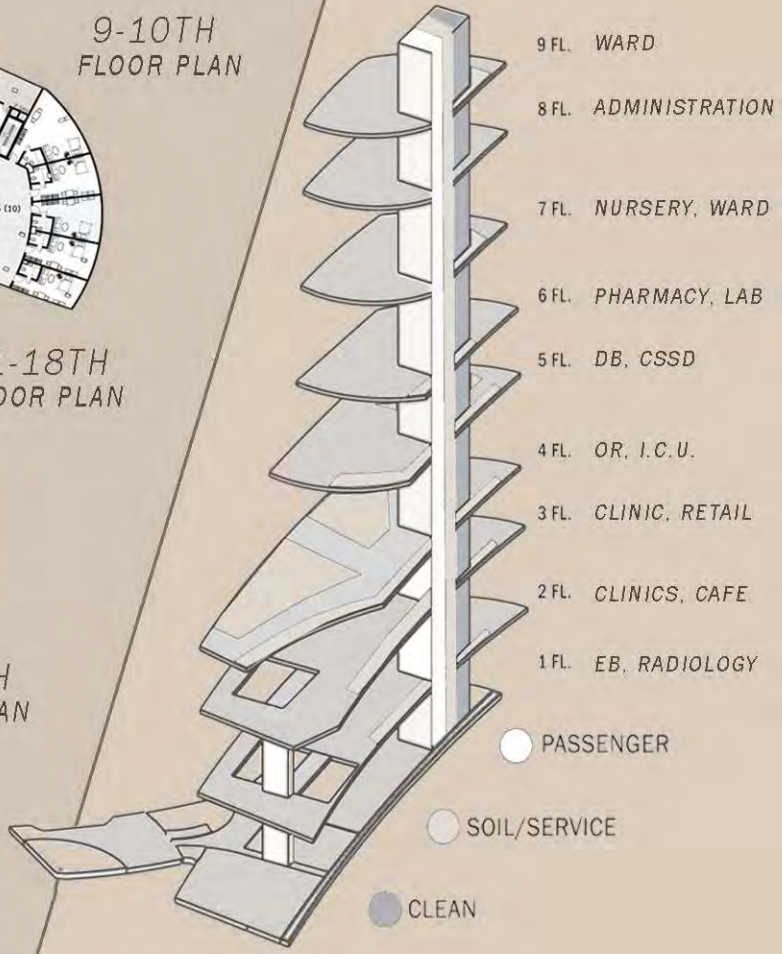 9-10TH
FLOOR PLAN
(10)
-18TH
OOR PLAN
H
AN
9 FL. WARD
8 FL. ADMINISTRATION
7 FL. NURSERY, WARD
6 FL. PHARMACY, LAB
5 FL. DB, CSSD
4 FL. OR, I.C.U.
3 FL. CLINIC, RETAIL
2 FL. CLINICS, CAFE
1 FL. EB, RADIOLOGY
PASSENGER
SOIL/SERVICE
CLEAN